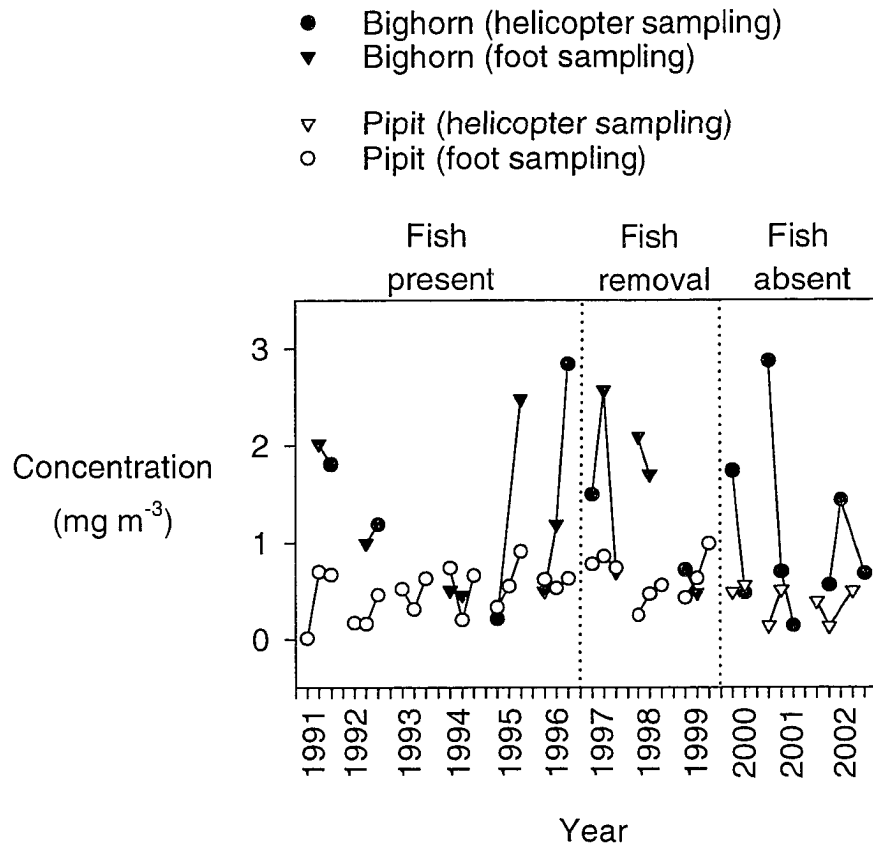 Bighorn (helicopter sampling)
Bighorn (foot sampling)
Pipit (helicopter sampling)
Pipit (foot sampling)
Fish present
Fish removal
Fish absent
3
2
1
0
Concentration
(mg m⁻³)
1991
1992
1993
1994
1995
1996
1997
1998
1999
2000
2001
2002
Year